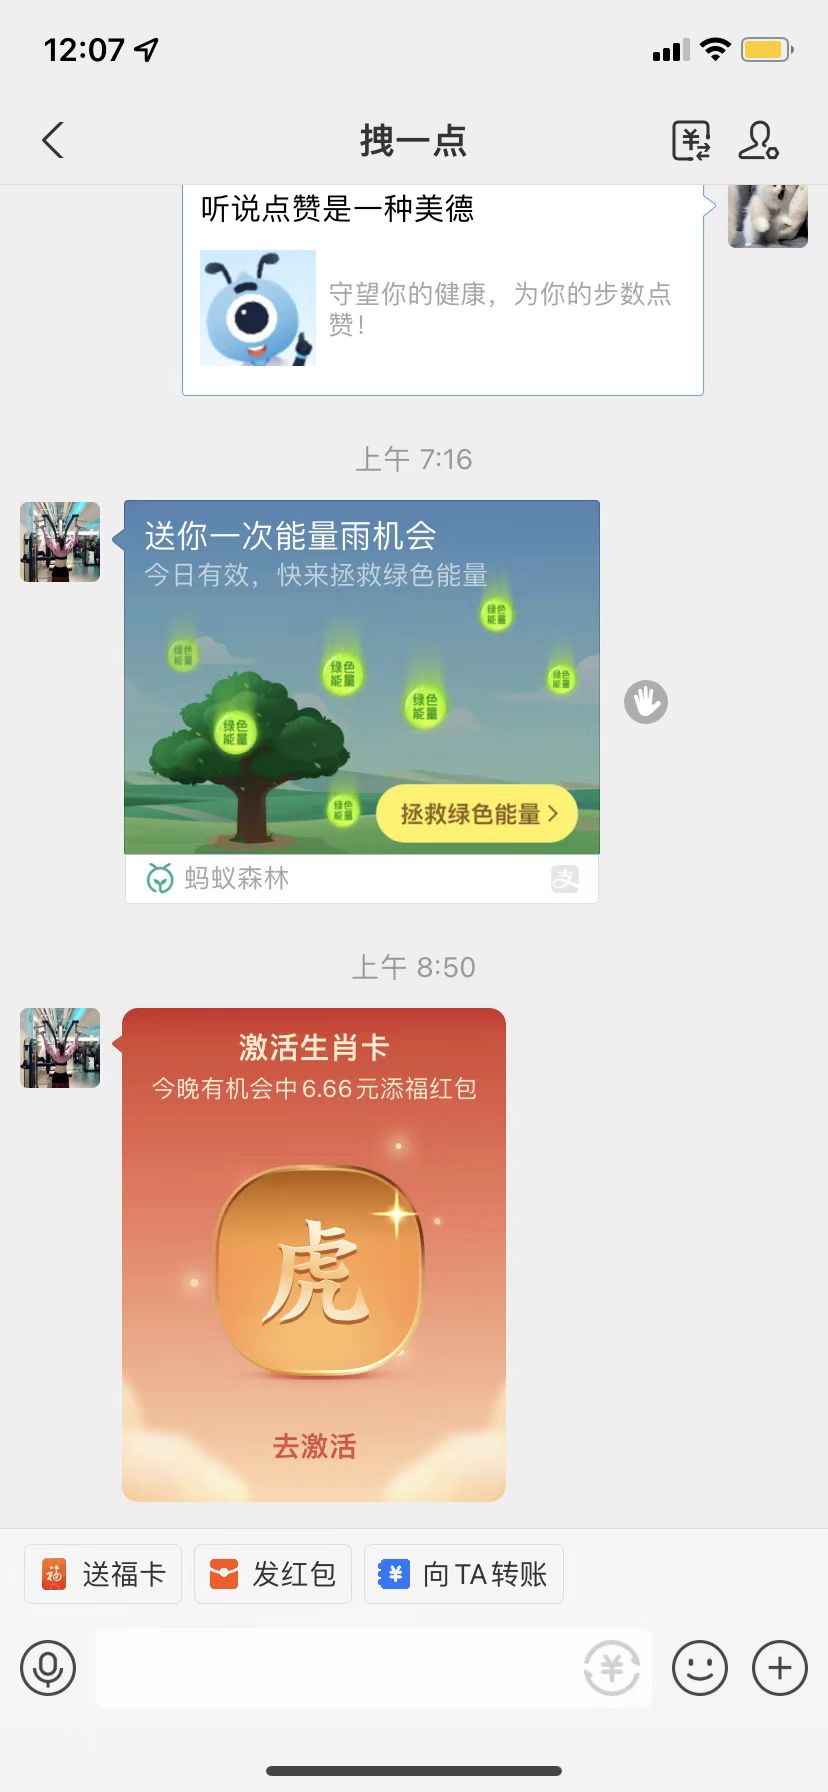 12:07
拽一点
听说点赞是一种美德
守望你的健康，为你的步数点
赞！
上午 7:16
送你一次能量雨机会
今日有效，快来拯救绿色能量
绿色
能量
绿色
能量
绿色
能量
绿色
能量
绿色
能量
绿色
能量
绿色
能量
拯救绿色能量
蚂蚁森林
支
上午 8:50
激活生肖卡
今晚有机会中6.66元添福红包
虎
去激活
福
送福卡
发红包
¥
向TA转账
¥